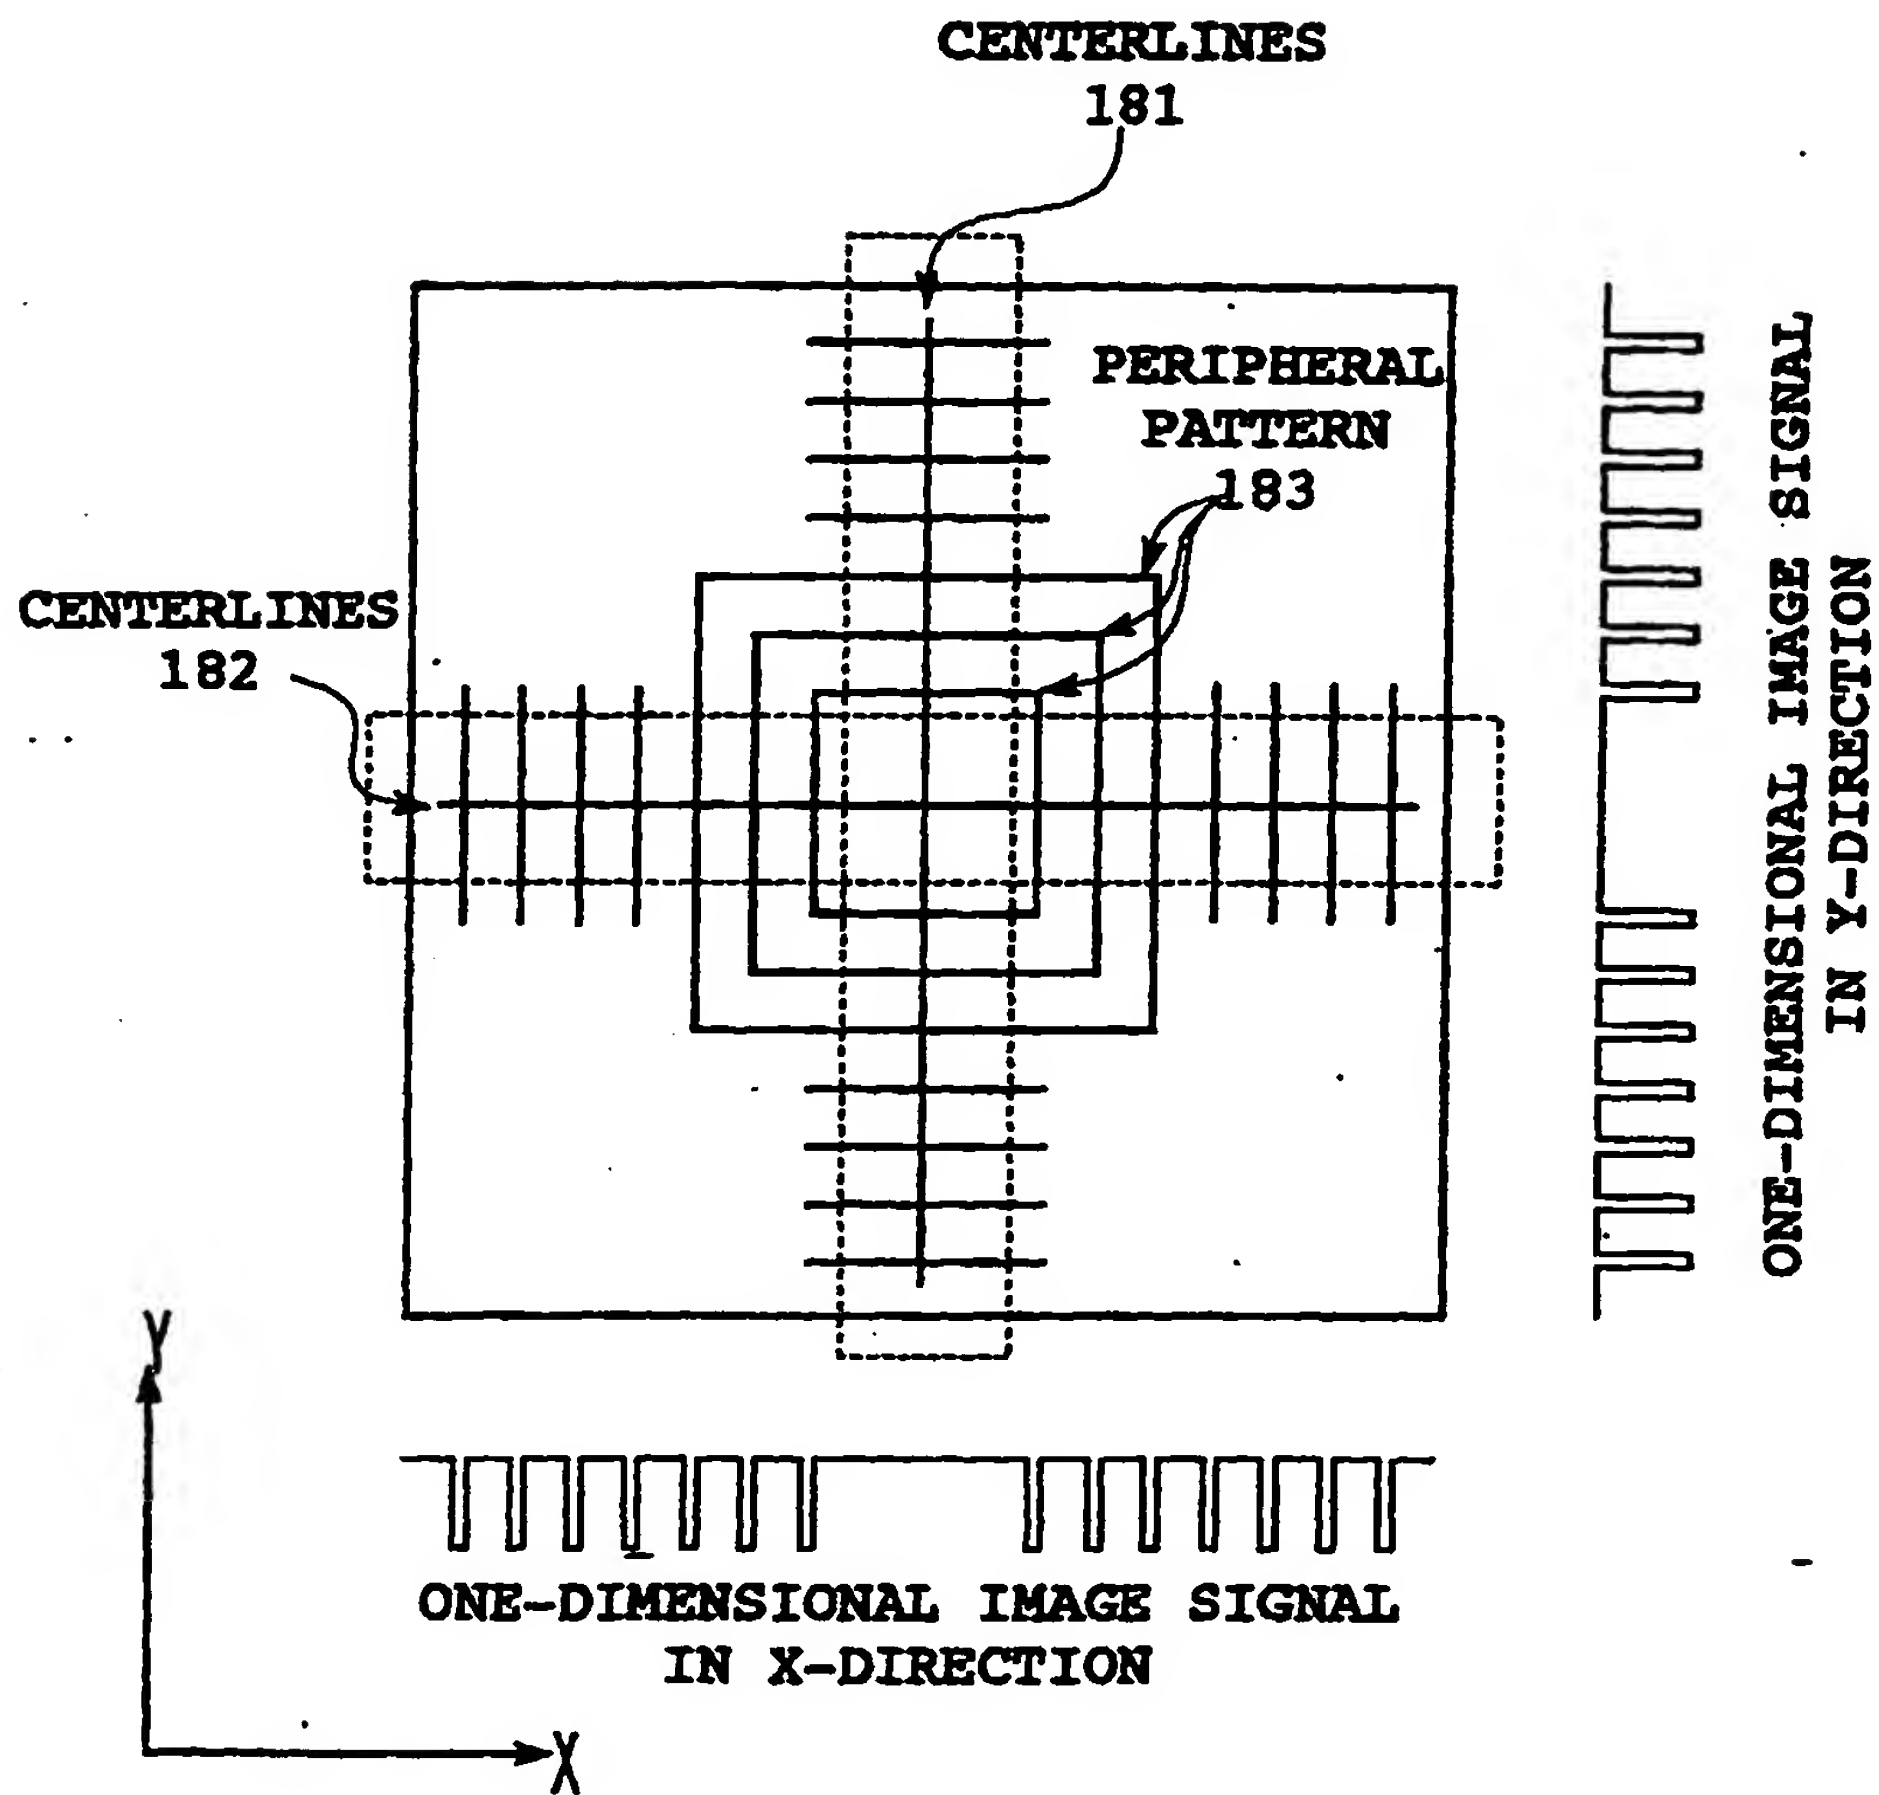 CENTERLINES
181
PERIPHERAL
PATTERN
183
CENTERLINES
182
ONE-DIMENSIONAL IMAGE SIGNAL
IN Y-DIRECTION
Y
X
ONE-DIMENSIONAL IMAGE SIGNAL
IN X-DIRECTION